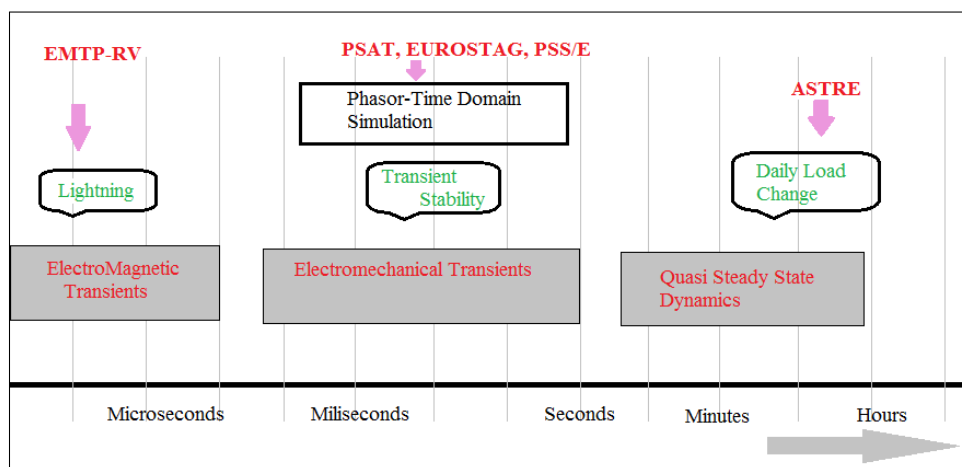 EMTP-RV
PSAT, EUROSTAG, PSS/E
ASTRE
Phasor-Time Domain
Simulation
Lightning
Transient
Stability
Daily Load
Change
ElectroMagnetic
Transients
Electromechanical Transients
Quasi Steady State
Dynamics
Microseconds
Miliseconds
Seconds
Minutes
Hours